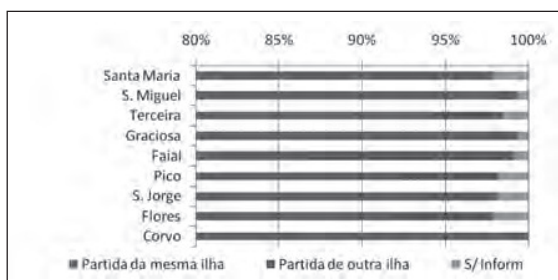 80% 85% 90% 95% 100%
Santa Maria
S. Miguel
Terceira
Graciosa
Faial
Pico
S. Jorge
Flores
Corvo
Partida da mesma ilha Partida de outra ilha S/Inform